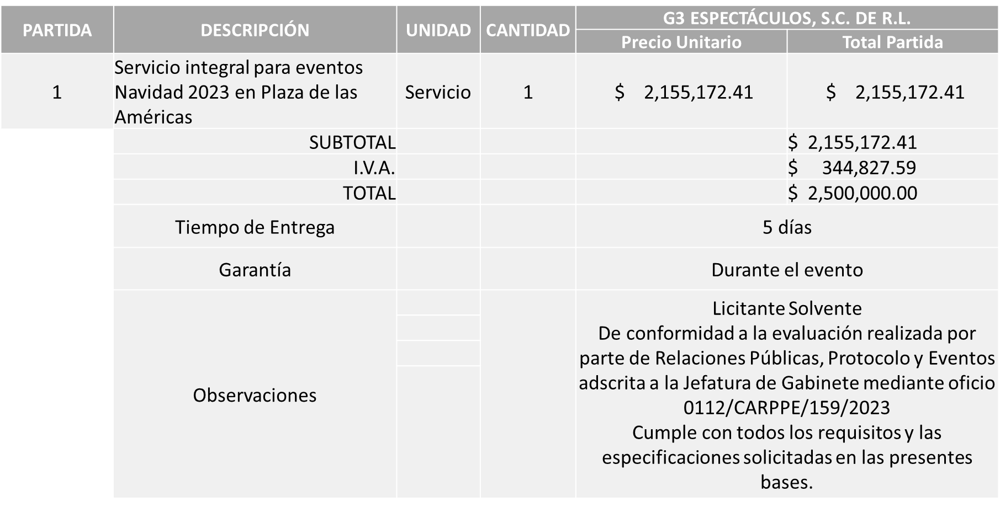 PARTIDA DESCRIPCIÓN UNIDAD CANTIDAD G3 ESPECTÁCULOS, S.C. DE R.L.
Precio Unitario Total Partida
1 Servicio integral para eventos
Navidad 2023 en Plaza de las
Américas Servicio 1 $ 2,155,172.41 $ 2,155,172.41
SUBTOTAL $ 2,155,172.41
I.V.A. $ 344,827.59
TOTAL $ 2,500,000.00
Tiempo de Entrega 5 días
Garantía Durante el evento
Observaciones
Licitante Solvente
De conformidad a la evaluación realizada por
parte de Relaciones Públicas, Protocolo y Eventos
adscrita a la Jefatura de Gabinete mediante oficio
0112/CARPPE/159/2023
Cumple con todos los requisitos y las
especificaciones solicitadas en las presentes
bases.